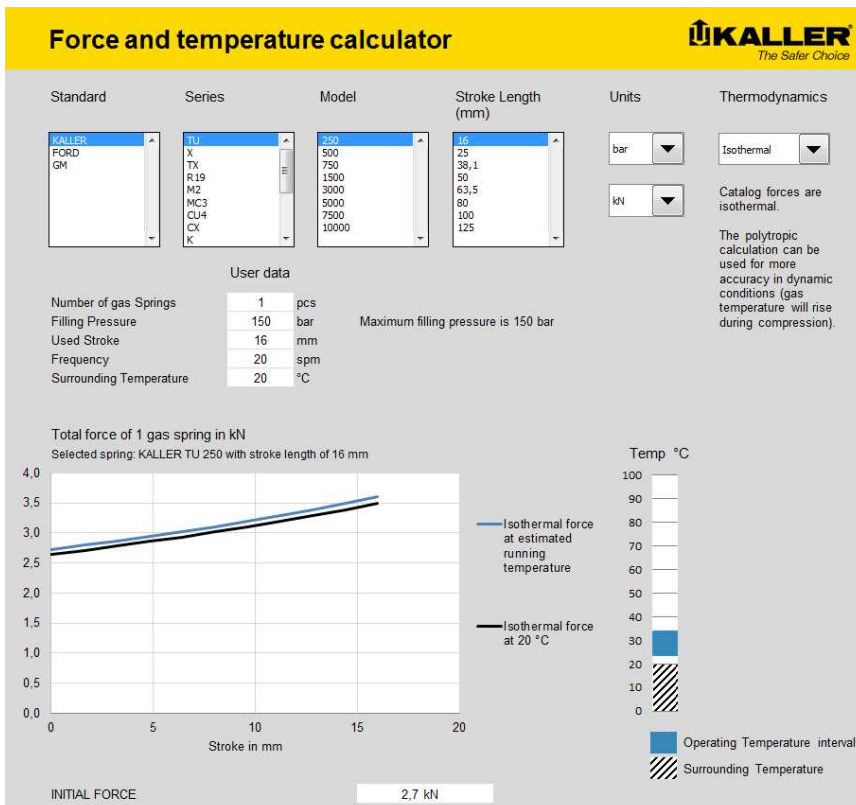 Force and temperature calculator
KALLER
The Safer Choice
Standard
Series
Model
Stroke Length
(mm)
Units
Thermodynamics
KALLER
FORD
GM
TU
X
TX
R19
M2
MC3
CU4
CX
K
250
500
750
1500
3000
5000
7500
10000
16
25
38,1
50
63,5
80
100
125
bar
kN
Isothermal
Catalog forces are
isothermal.
The polytropic
calculation can be
used for more
accuracy in dynamic
conditions (gas
temperature will rise
during compression).
User data
Number of gas Springs 1 pcs
Filling Pressure 150 bar Maximum filling pressure is 150 bar
Used Stroke 16 mm
Frequency 20 spm
Surrounding Temperature 20 °C
Total force of 1 gas spring in kN
Selected spring: KALLER TU 250 with stroke length of 16 mm
4,0
3,5
3,0
2,5
2,0
1,5
1,0
0,5
0,0
0 5 10 15 20
Stroke in mm
Isothermal force
at estimated
running
temperature
Isothermal force
at 20 °C
Temp °C
100
90
80
70
60
50
40
30
20
10
0
Operating Temperature interval
Surrounding Temperature
INITIAL FORCE 2,7 kN